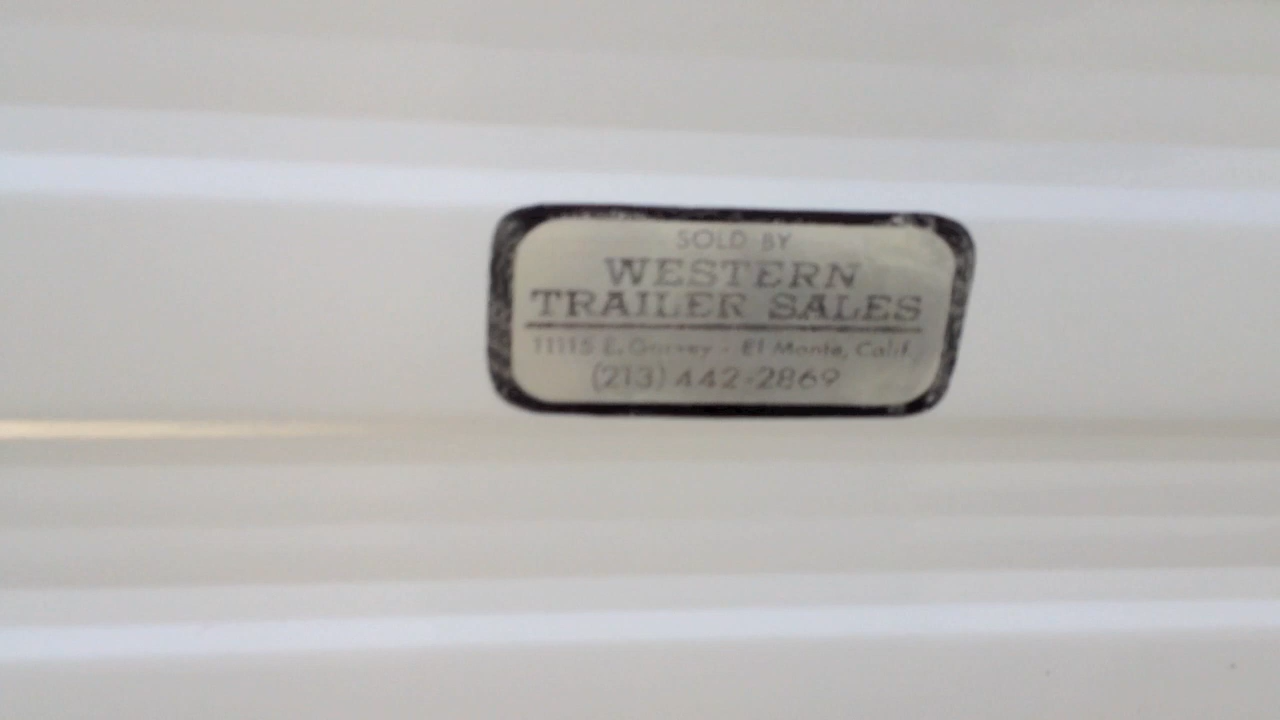 SOLD BY
WESTERN
TRAILER SALES
11115 E. Garvey - El Monte, Calif.
(213) 442-2869